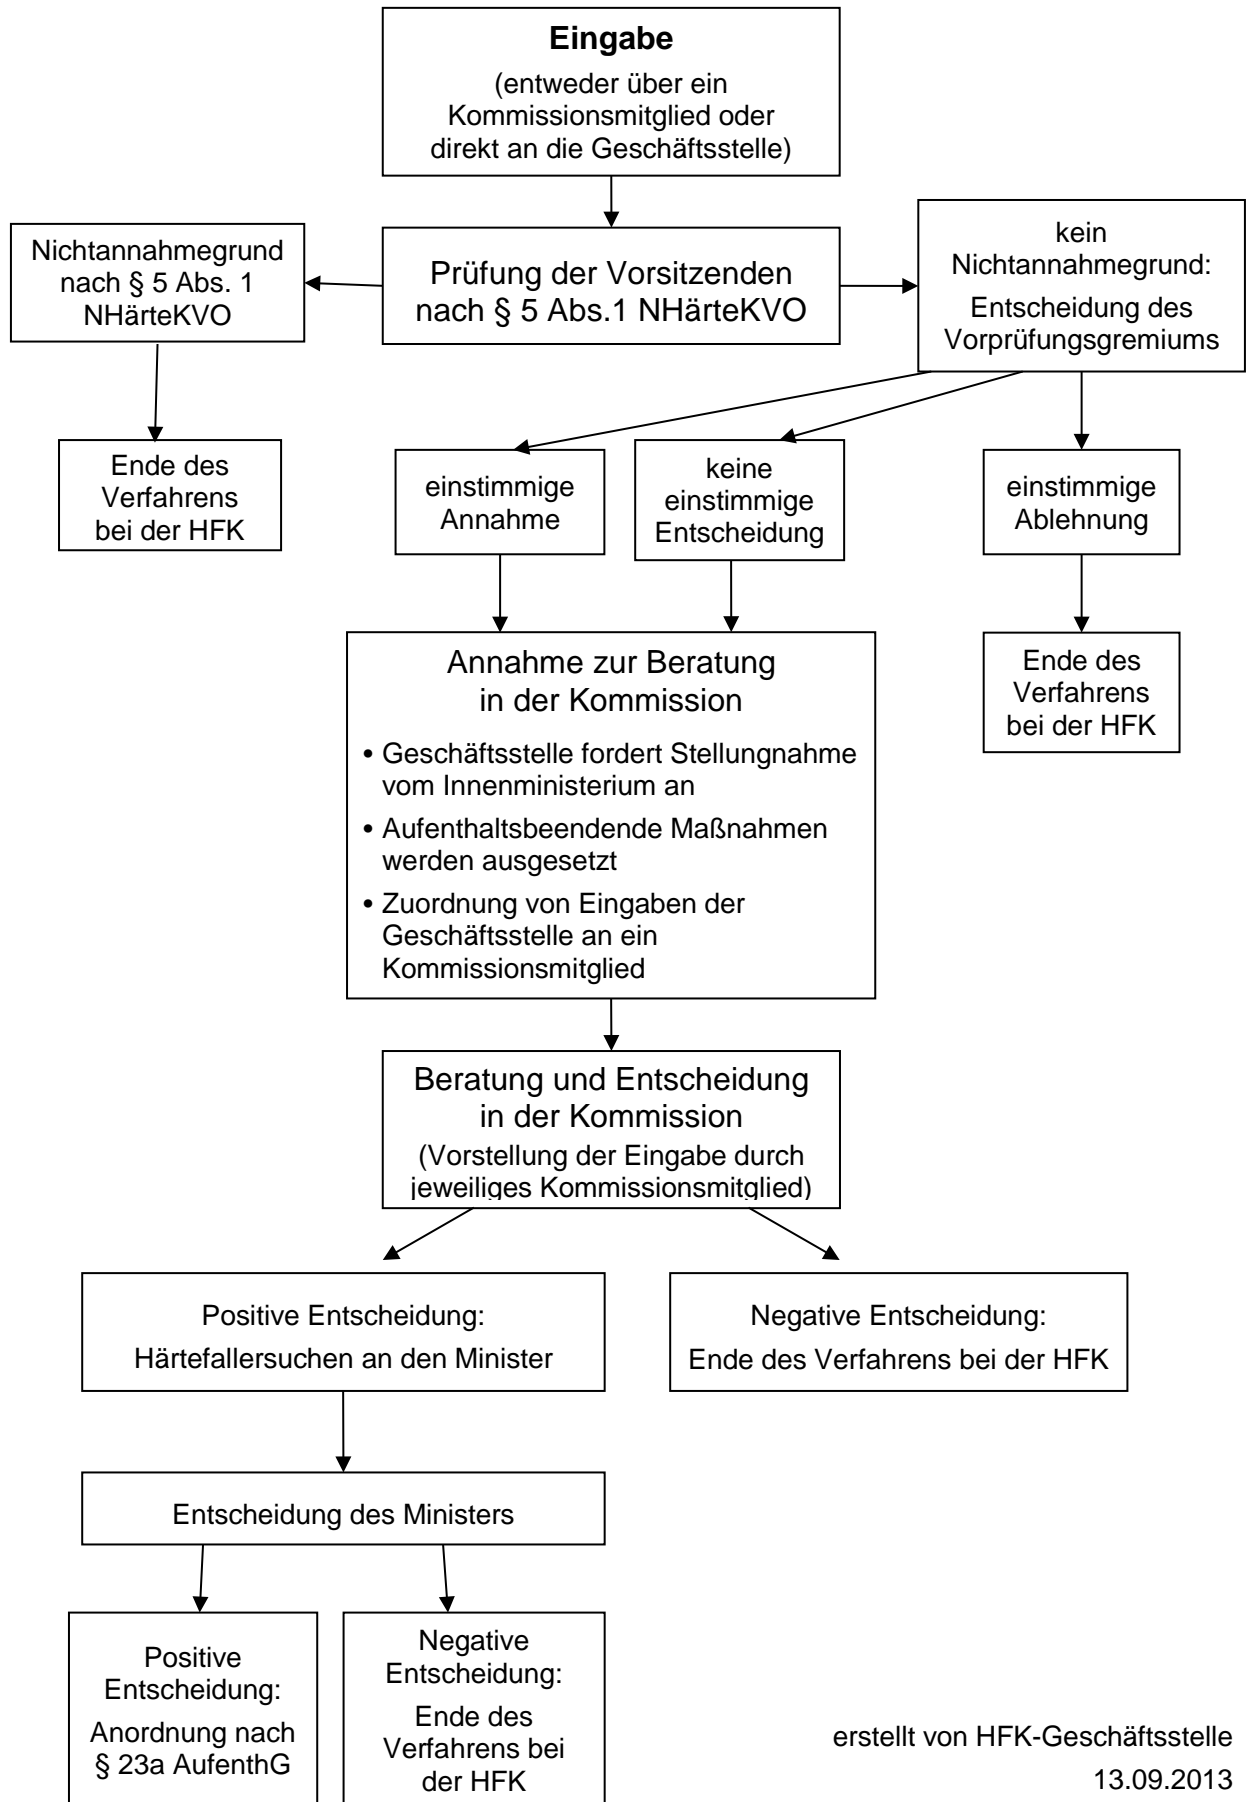 Eingabe
(entweder über ein
Kommissionsmitglied oder
direkt an die Geschäftsstelle)
Nichtannahmegrund
nach § 5 Abs. 1
NHärteKVO
Prüfung der Vorsitzenden
nach § 5 Abs.1 NHärteKVO
kein
Nichtannahmegrund:
Entscheidung des
Vorprüfungsgremiums
Ende des
Verfahrens
bei der HFK
einstimmige
Annahme
keine
einstimmige
Entscheidung
einstimmige
Ablehnung
Annahme zur Beratung
in der Kommission
• Geschäftsstelle fordert Stellungnahme
vom Innenministerium an
• Aufenthaltsbeendende Maßnahmen
werden ausgesetzt
• Zuordnung von Eingaben der
Geschäftsstelle an ein
Kommissionsmitglied
Ende des
Verfahrens
bei der HFK
Beratung und Entscheidung
in der Kommission
(Vorstellung der Eingabe durch
jeweiliges Kommissionsmitglied)
Positive Entscheidung:
Härtefallersuchen an den Minister
Negative Entscheidung:
Ende des Verfahrens bei der HFK
Entscheidung des Ministers
Positive
Entscheidung:
Anordnung nach
§ 23a AufenthG
Negative
Entscheidung:
Ende des
Verfahrens bei
der HFK
erstellt von HFK-Geschäftsstelle
13.09.2013